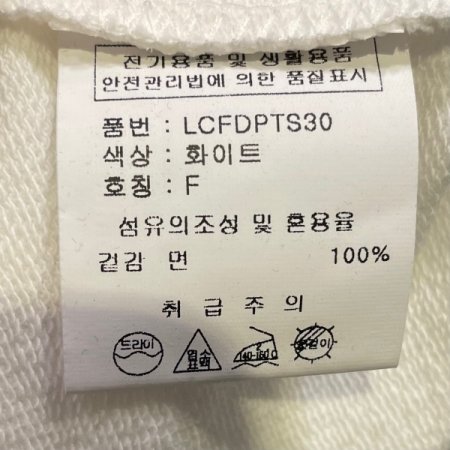 전기용품 및 생활용품
안전관리법에 의한 품질표시
품번 : LCFDPTS30
색상 : 화이트
호칭 : F
섬유의조성 및 혼용율
겉감 면 100%
취 급 주 의
드라이 염소 표백 140-160℃ 옷걸이